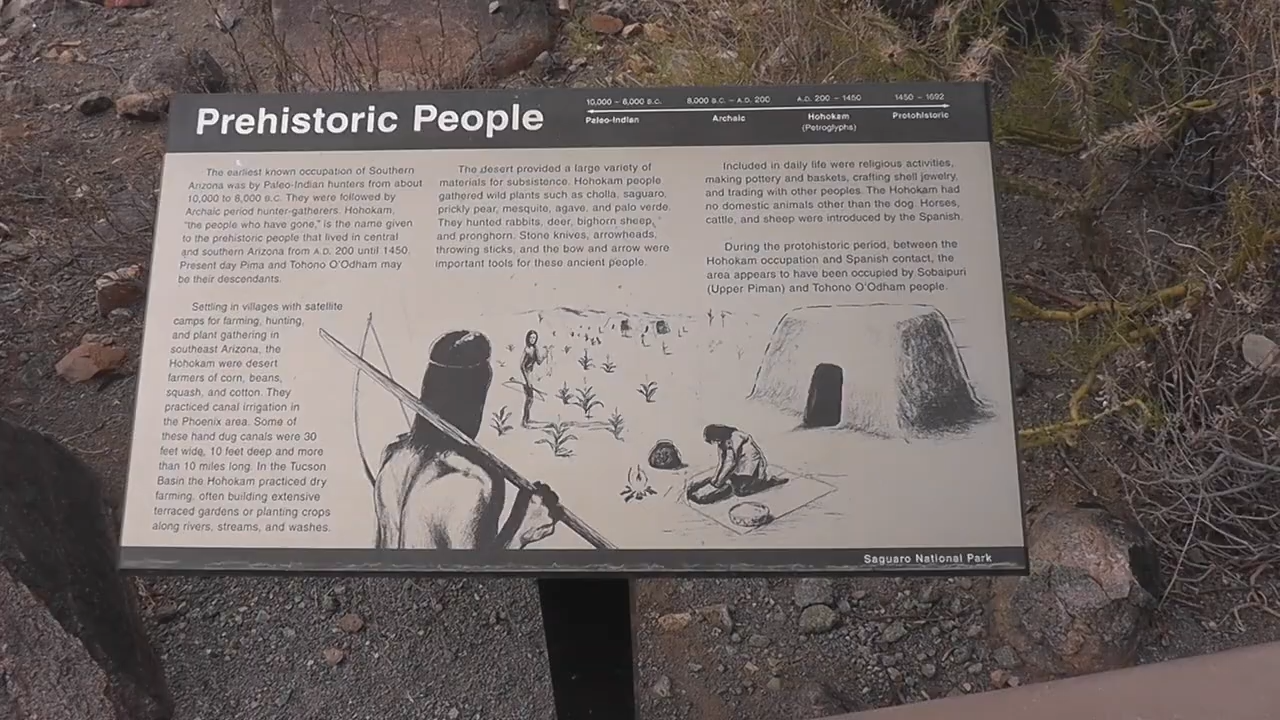 Prehistoric People
10,000 – 6,000 B.C. 8,000 B.C. – A.D. 200 A.D. 200 – 1450 1450 – 1692
Paleo-Indian Archaic Hohokam Protohistoric
(Petroglyphs)
The earliest known occupation of Southern
Arizona was by Paleo-Indian hunters from about
10,000 to 8,000 B.C. They were followed by
Archaic period hunter-gatherers. Hohokam,
"the people who have gone," is the name given
to the prehistoric people that lived in central
and southern Arizona from A.D. 200 until 1450.
Present day Pima and Tohono O'Odham may
be their descendants.
Settling in villages with satellite
camps for farming, hunting,
and plant gathering in
southeast Arizona, the
Hohokam were desert
farmers of corn, beans,
squash, and cotton. They
practiced canal irrigation in
the Phoenix area. Some of
these hand dug canals were 30
feet wide, 10 feet deep and more
than 10 miles long. In the Tucson
Basin the Hohokam practiced dry
farming, often building extensive
terraced gardens or planting crops
along rivers, streams, and washes.
The desert provided a large variety of
materials for subsistence. Hohokam people
gathered wild plants such as cholla, saguaro,
prickly pear, mesquite, agave, and palo verde.
They hunted rabbits, deer, bighorn sheep,
and pronghorn. Stone knives, arrowheads,
throwing sticks, and the bow and arrow were
important tools for these ancient people.
Included in daily life were religious activities,
making pottery and baskets, crafting shell jewelry,
and trading with other peoples. The Hohokam had
no domestic animals other than the dog. Horses,
cattle, and sheep were introduced by the Spanish.
During the protohistoric period, between the
Hohokam occupation and Spanish contact, the
area appears to have been occupied by Sobaipuri
(Upper Piman) and Tohono O'Odham people.
Saguaro National Park